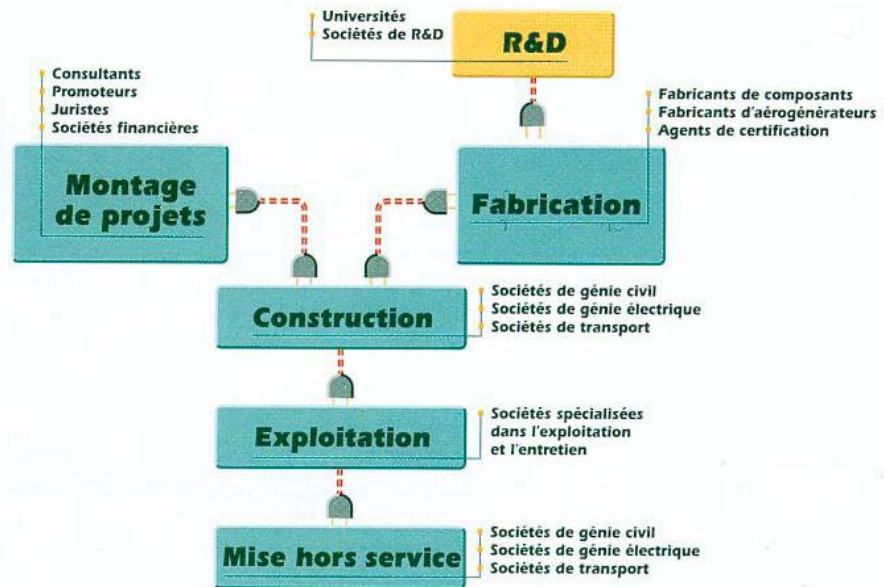 Universités
Sociétés de R&D
R&D
Consultants
Promoteurs
Juristes
Sociétés financières
Montage
de projets
Fabricants de composants
Fabricants d'aérogénérateurs
Agents de certification
Fabrication
Construction
Sociétés de génie civil
Sociétés de génie électrique
Sociétés de transport
Exploitation
Sociétés spécialisées
dans l'exploitation
et l'entretien
Mise hors service
Sociétés de génie civil
Sociétés de génie électrique
Sociétés de transport